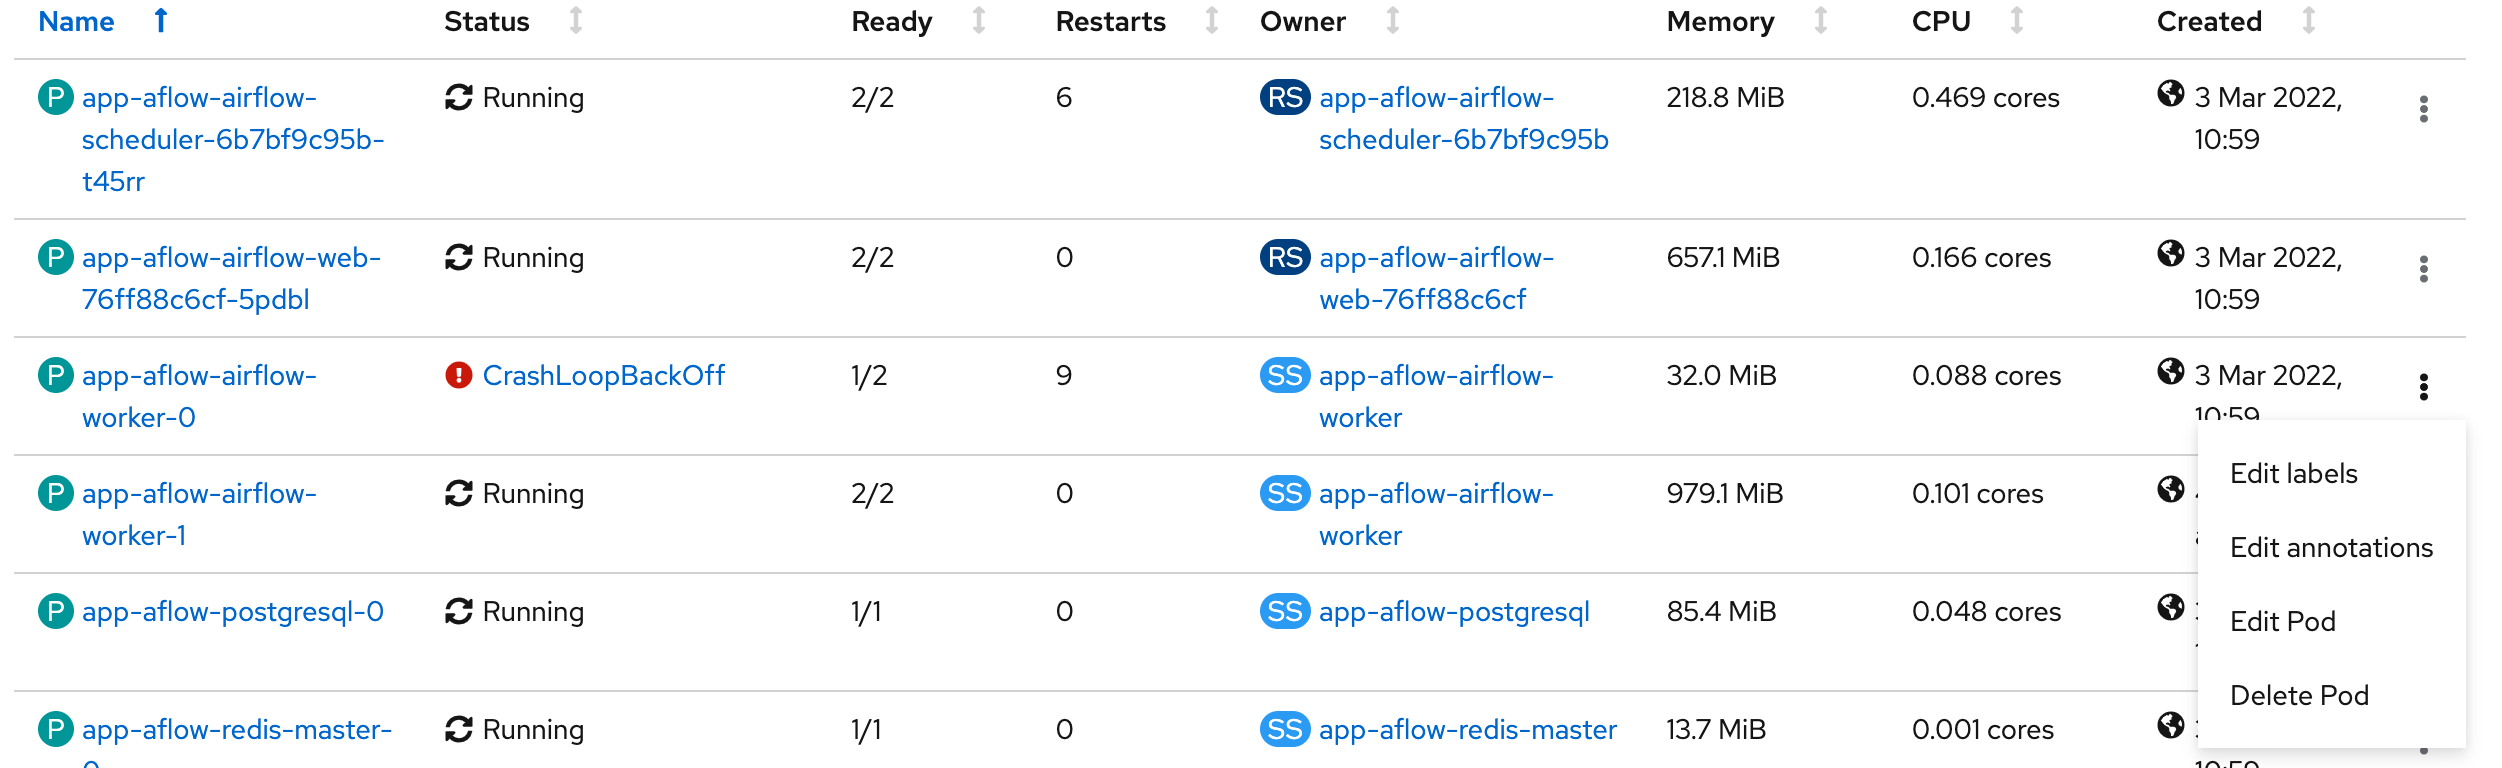 Name Status Ready Restarts Owner Memory CPU Created
P app-aflow-airflow- Running 2/2 6 RS app-aflow-airflow- 218.8 MiB 0.469 cores 3 Mar 2022,
scheduler-6b7bf9c95b- scheduler-6b7bf9c95b 10:59
t45rr
P app-aflow-airflow-web- Running 2/2 0 RS app-aflow-airflow- 657.1 MiB 0.166 cores 3 Mar 2022,
76ff88c6cf-5pdbl web-76ff88c6cf 10:59
P app-aflow-airflow- CrashLoopBackOff 1/2 9 SS app-aflow-airflow- 32.0 MiB 0.088 cores 3 Mar 2022,
worker-0 worker 10:59
Edit labels
P app-aflow-airflow- Running 2/2 0 SS app-aflow-airflow- 979.1 MiB 0.101 cores
worker-1 worker
Edit annotations
P app-aflow-postgresql-0 Running 1/1 0 SS app-aflow-postgresql 85.4 MiB 0.048 cores
Edit Pod
Delete Pod
P app-aflow-redis-master- Running 1/1 0 SS app-aflow-redis-master 13.7 MiB 0.001 cores
0 10:59